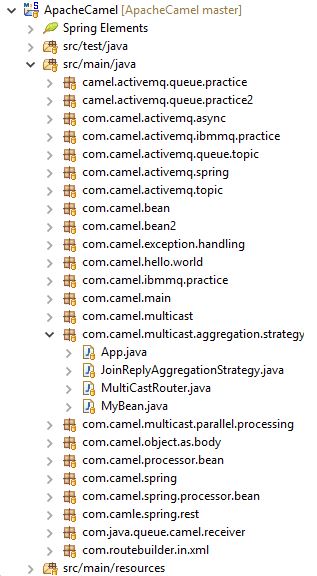 ApacheCamel [ApacheCamel master]
Spring Elements
src/test/java
src/main/java
camel.activemq.queue.practice
camel.activemq.queue.practice2
com.camel.activemq.async
com.camel.activemq.ibmmq.practice
com.camel.activemq.queue.topic
com.camel.activemq.spring
com.camel.activemq.topic
com.camel.bean
com.camel.bean2
com.camel.exception.handling
com.camel.hello.world
com.camel.ibmmq.practice
com.camel.main
com.camel.multicast
com.camel.multicast.aggregation.strategy
App.java
JoinReplyAggregationStrategy.java
MultiCastRouter.java
MyBean.java
com.camel.multicast.parallel.processing
com.camel.object.as.body
com.camel.processor.bean
com.camel.spring
com.camel.spring.processor.bean
com.camle.spring.rest
com.java.queue.camel.receiver
com.routebuilder.in.xml
src/main/resources